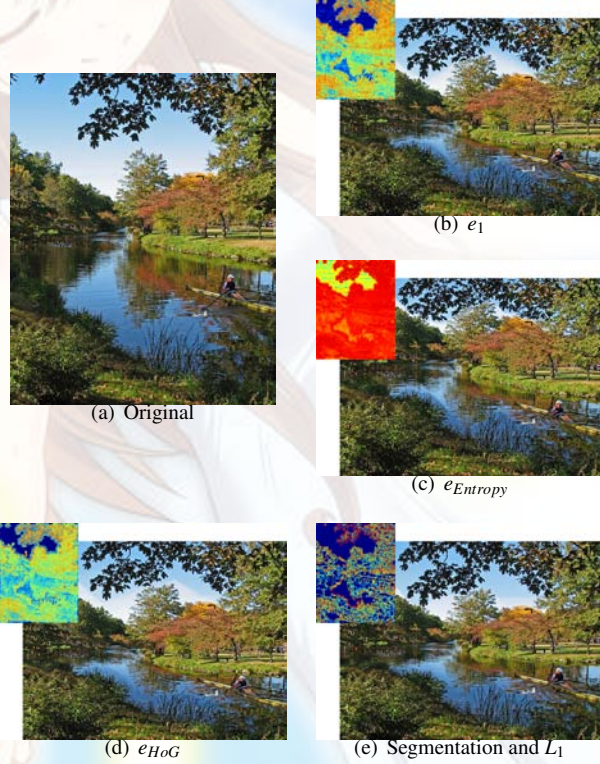 (b) e1
(a) Original
(c) eEntropy
(d) eHoG
(e) Segmentation and L1